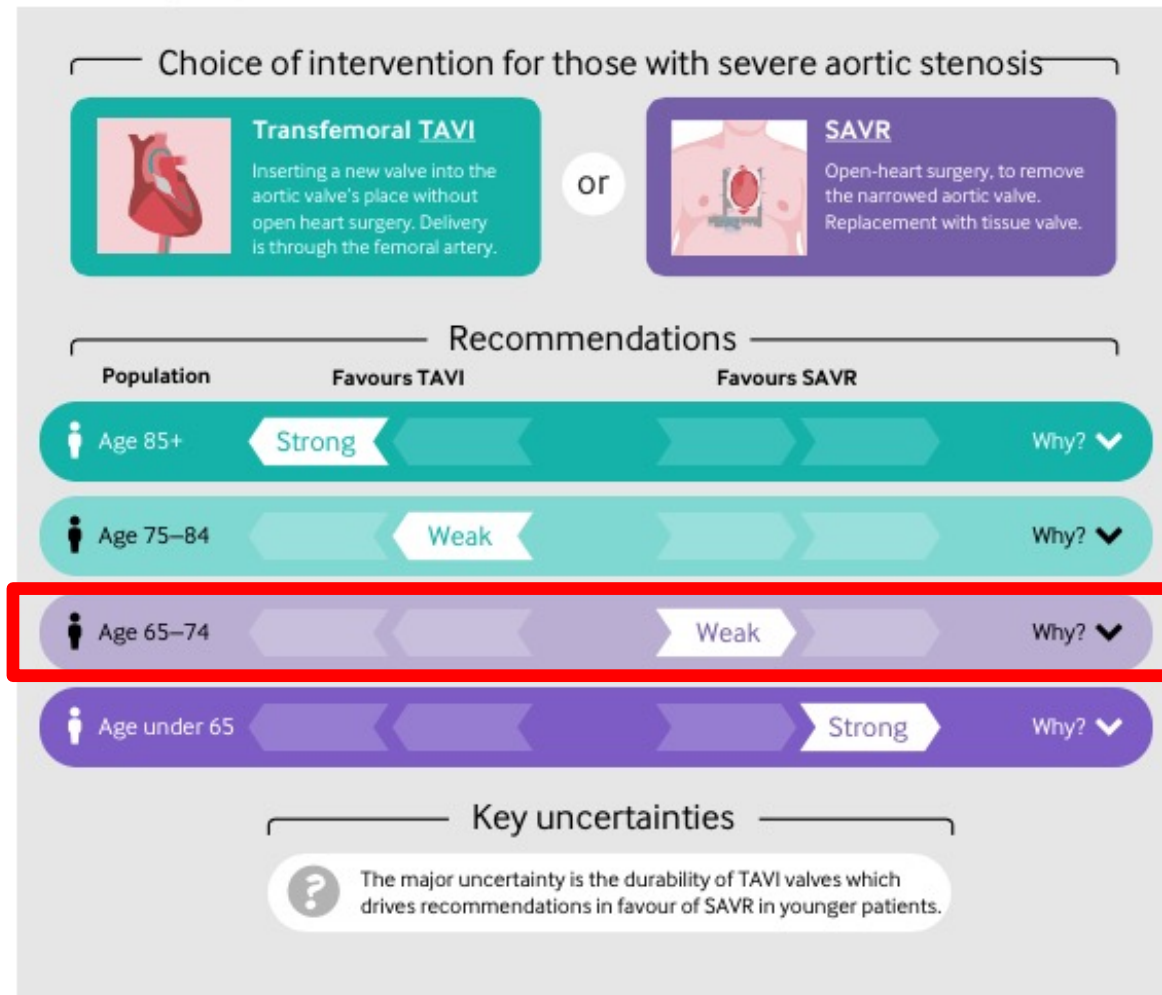 Choice of intervention for those with severe aortic stenosis
Transfemoral TAVI
Inserting a new valve into the
aortic valve's place without
open heart surgery. Delivery
is through the femoral artery.
or
SAVR
Open-heart surgery, to remove
the narrowed aortic valve.
Replacement with tissue valve.
Recommendations
Population Favours TAVI Favours SAVR
Age 85+ Strong Why?
Age 75–84 Weak Why?
Age 65–74 Weak Why?
Age under 65 Strong Why?
Key uncertainties
?
The major uncertainty is the durability of TAVI valves which
drives recommendations in favour of SAVR in younger patients.